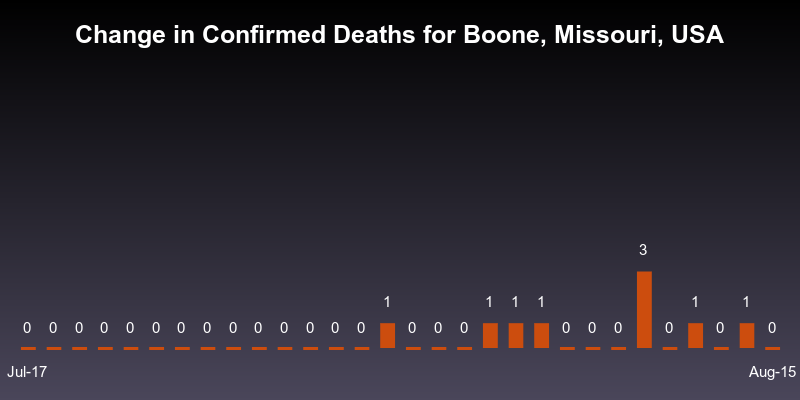 Change in Confirmed Deaths for Boone, Missouri, USA
3
1 1 1 1 1 1
0 0 0 0 0 0 0 0 0 0 0 0 0 0 0 0 0 0 0 0 0 0 0
Jul-17 Aug-15